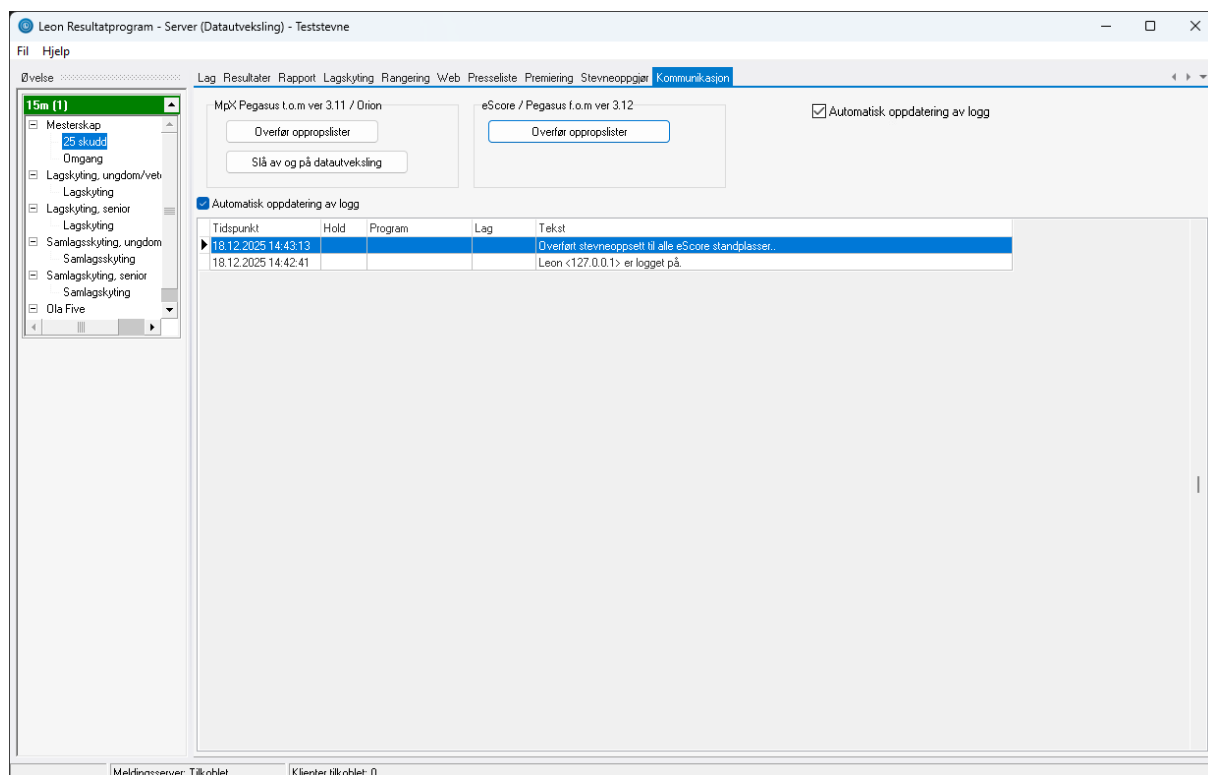 Leon Resultatprogram - Server (Datautveksling) - Teststevne
Fil Hjelp
Øvelse
Lag Resultater Rapport Lagskyting Rangering Web Presseliste Premiering Stevneoppgjør Kommunikasjon
15m (1)
Mesterskap
25 skudd
Omgang
Lagskyting, ungdom/vet
Lagskyting
Lagskyting, senior
Lagskyting
Samlagsskyting, ungdom
Samlagsskyting
Samlagskyting, senior
Samlagskyting
Ola Five
MpX Pegasus t.o.m ver 3.11 / Orion
Overfør oppropslister
Slå av og på datautveksling
eScore / Pegasus f.o.m ver 3.12
Overfør oppropslister
Automatisk oppdatering av logg
Automatisk oppdatering av logg
Tidspunkt Hold Program Lag Tekst
18.12.2025 14:43:13 Overført stevneoppsett til alle eScore standplasser..
18.12.2025 14:42:41 Leon <127.0.0.1> er logget på.
Meldingsserver: Tilkoblet Klienter tilkoblet: 0